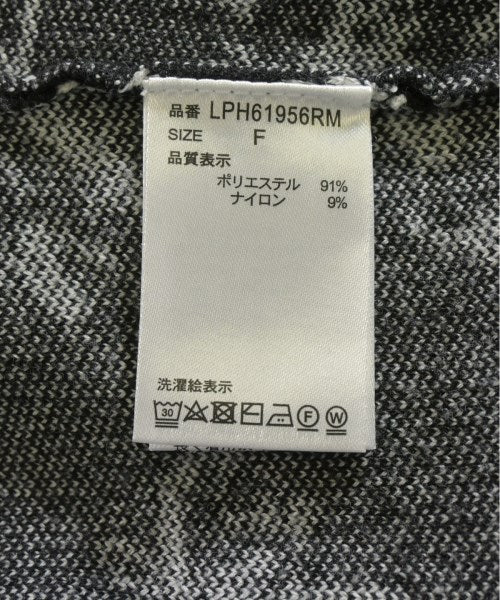 品番 LPH61956RM
SIZE F
品質表示
ポリエステル 91%
ナイロン 9%
洗濯絵表示
30 F W